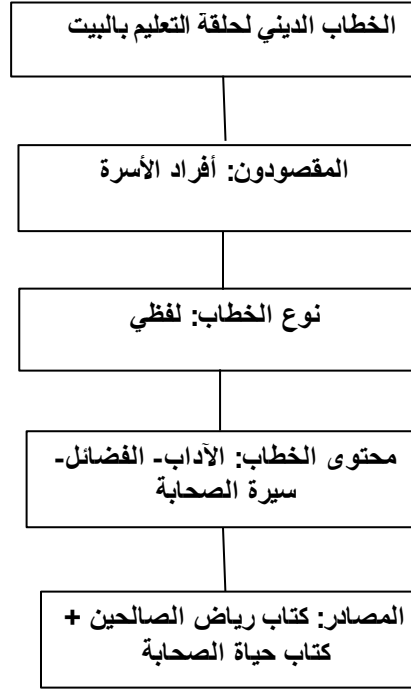 الخطاب الديني لحلقة التعليم بالبيت
المقصودون: أفراد الأسرة
نوع الخطاب: لفظي
محتوى الخطاب: الآداب- الفضائل-
سيرة الصحابة
المصادر: كتاب رياض الصالحين +
كتاب حياة الصحابة